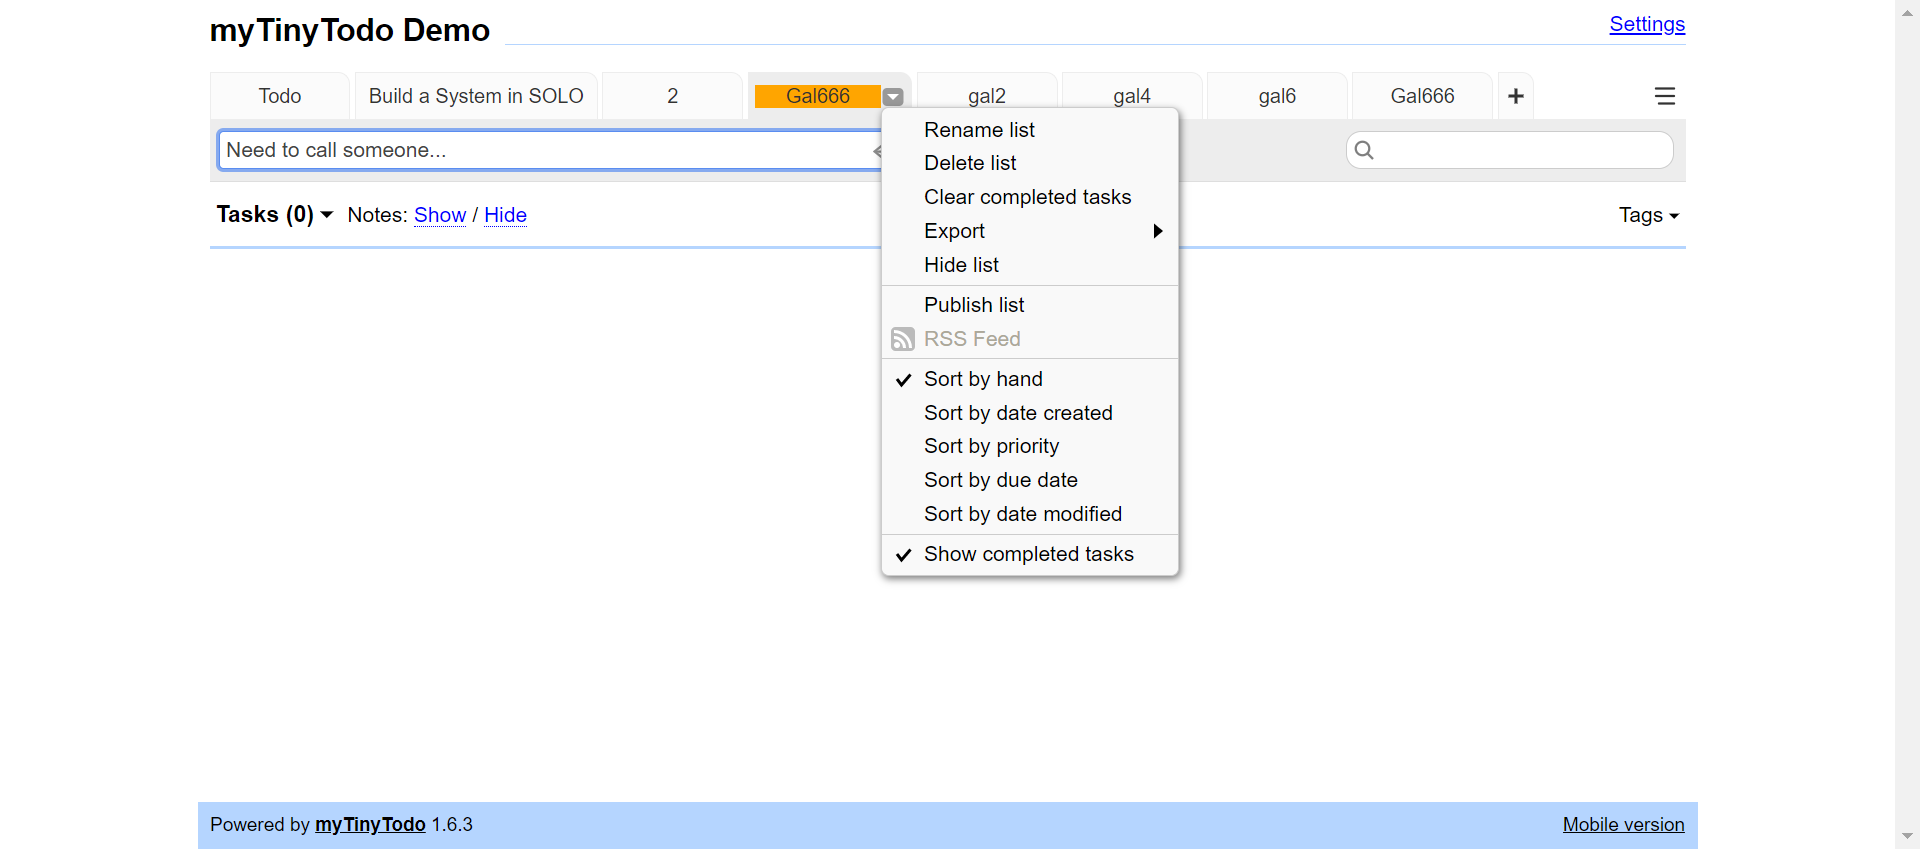 myTinyTodo Demo
Settings
Todo
Build a System in SOLO
2
Gal666
gal2
gal4
gal6
Gal666
Need to call someone...
Tasks (0) Notes: Show / Hide
Tags
Rename list
Delete list
Clear completed tasks
Export
Hide list
Publish list
RSS Feed
Sort by hand
Sort by date created
Sort by priority
Sort by due date
Sort by date modified
Show completed tasks
Powered by myTinyTodo 1.6.3
Mobile version